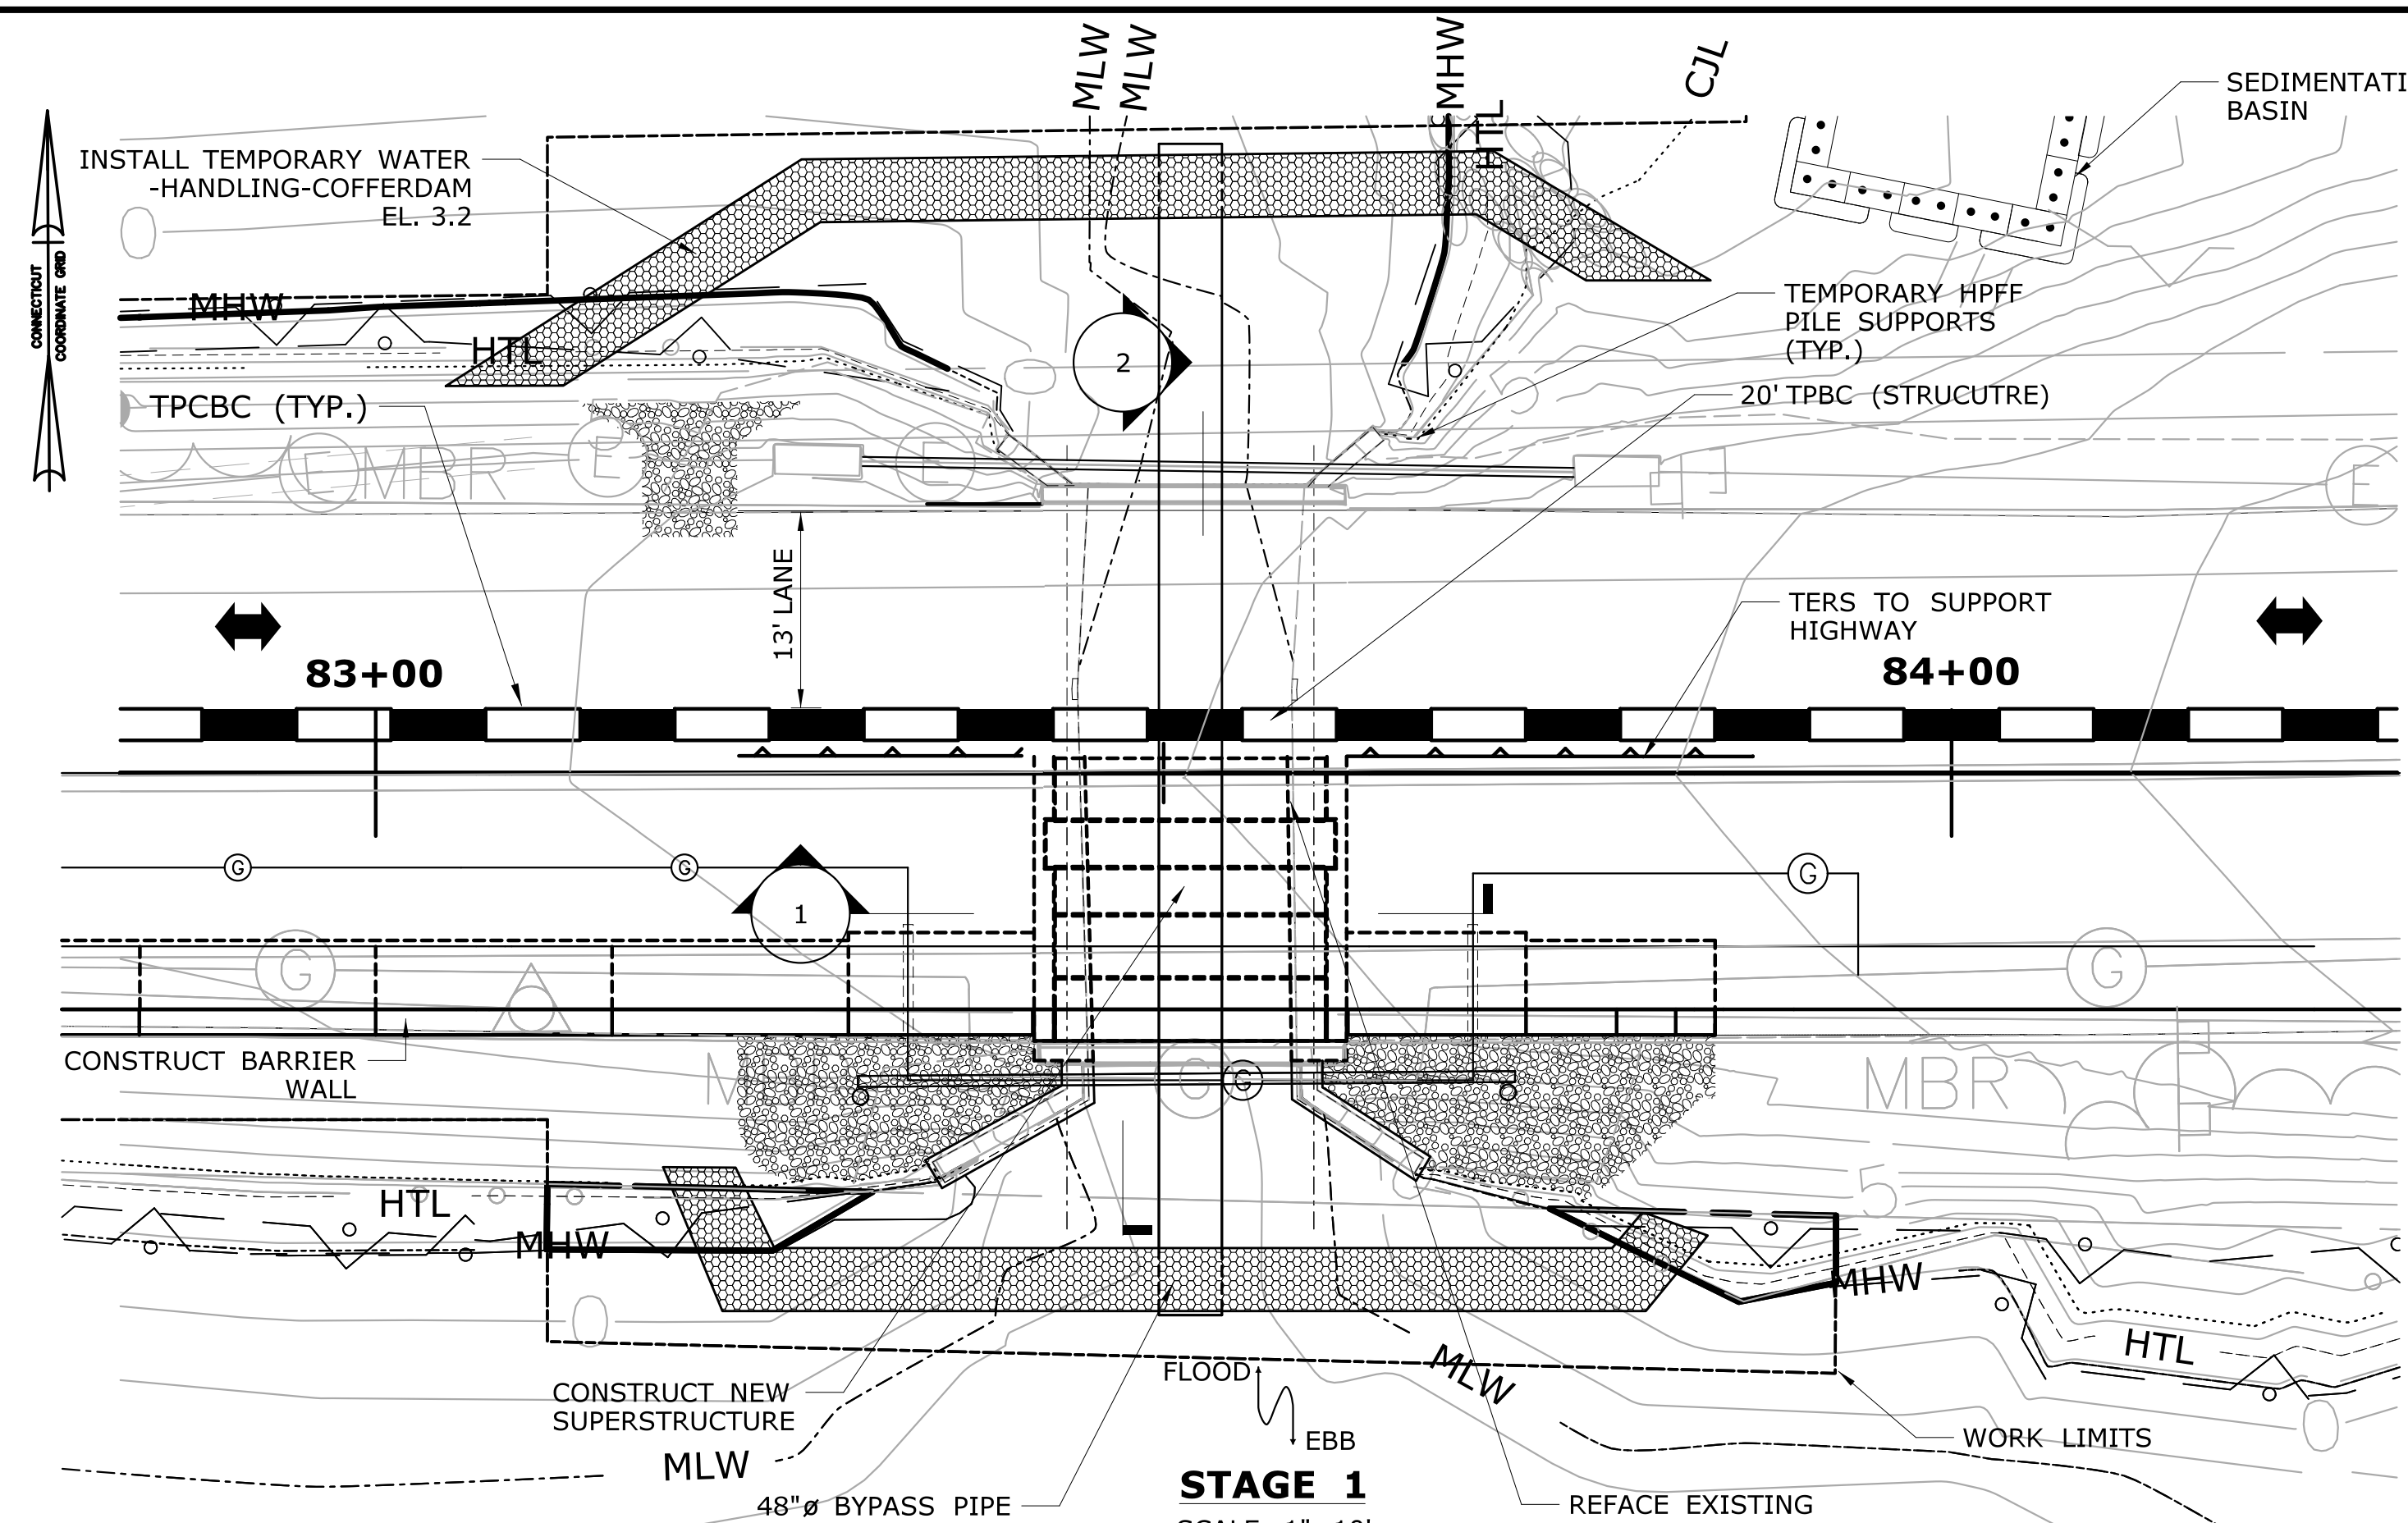 MLW
MLW
MHW
HTL
CJL
SEDIMENTATI
BASIN
INSTALL TEMPORARY WATER
-HANDLING-COFFERDAM
EL. 3.2
CONNECTICUT
COORDINATE GRID
MHW
HTL
TEMPORARY HPFF
PILE SUPPORTS
(TYP.)
2
20' TPBC (STRUCUTRE)
TPCBC (TYP.)
E
MBR
E
E
E
13' LANE
TERS TO SUPPORT
HIGHWAY
83+00
84+00
G
G
G
1
G
G
CONSTRUCT BARRIER
WALL
M
G
G
MBR
E
5
HTL
MHW
MHW
HTL
FLOOD
MLW
CONSTRUCT NEW
SUPERSTRUCTURE
EBB
WORK LIMITS
MLW
STAGE 1
48"ø BYPASS PIPE
REFACE EXISTING